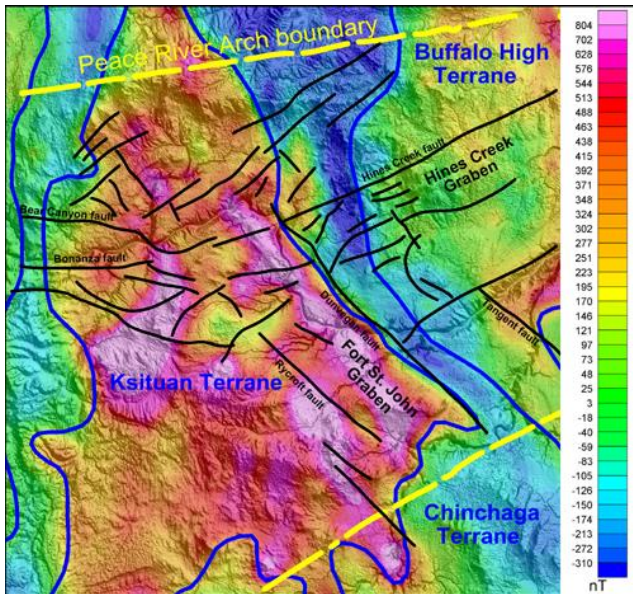 Peace River Arch boundary
Buffalo High
Terrane
Hines Creek fault
Hines Creek
Graben
Bear Canyon fault
Bonanza fault
Dunvegan fault
Tangent fault
Ksituan Terrane
Rycroft fault
Fort St. John
Graben
Chinchaga
Terrane
804
702
628
576
544
513
488
463
438
415
392
371
348
324
302
277
251
223
195
170
146
121
97
71
48
25
3
-18
-40
-59
-83
-105
-126
-150
-174
-213
-272
-310
nT